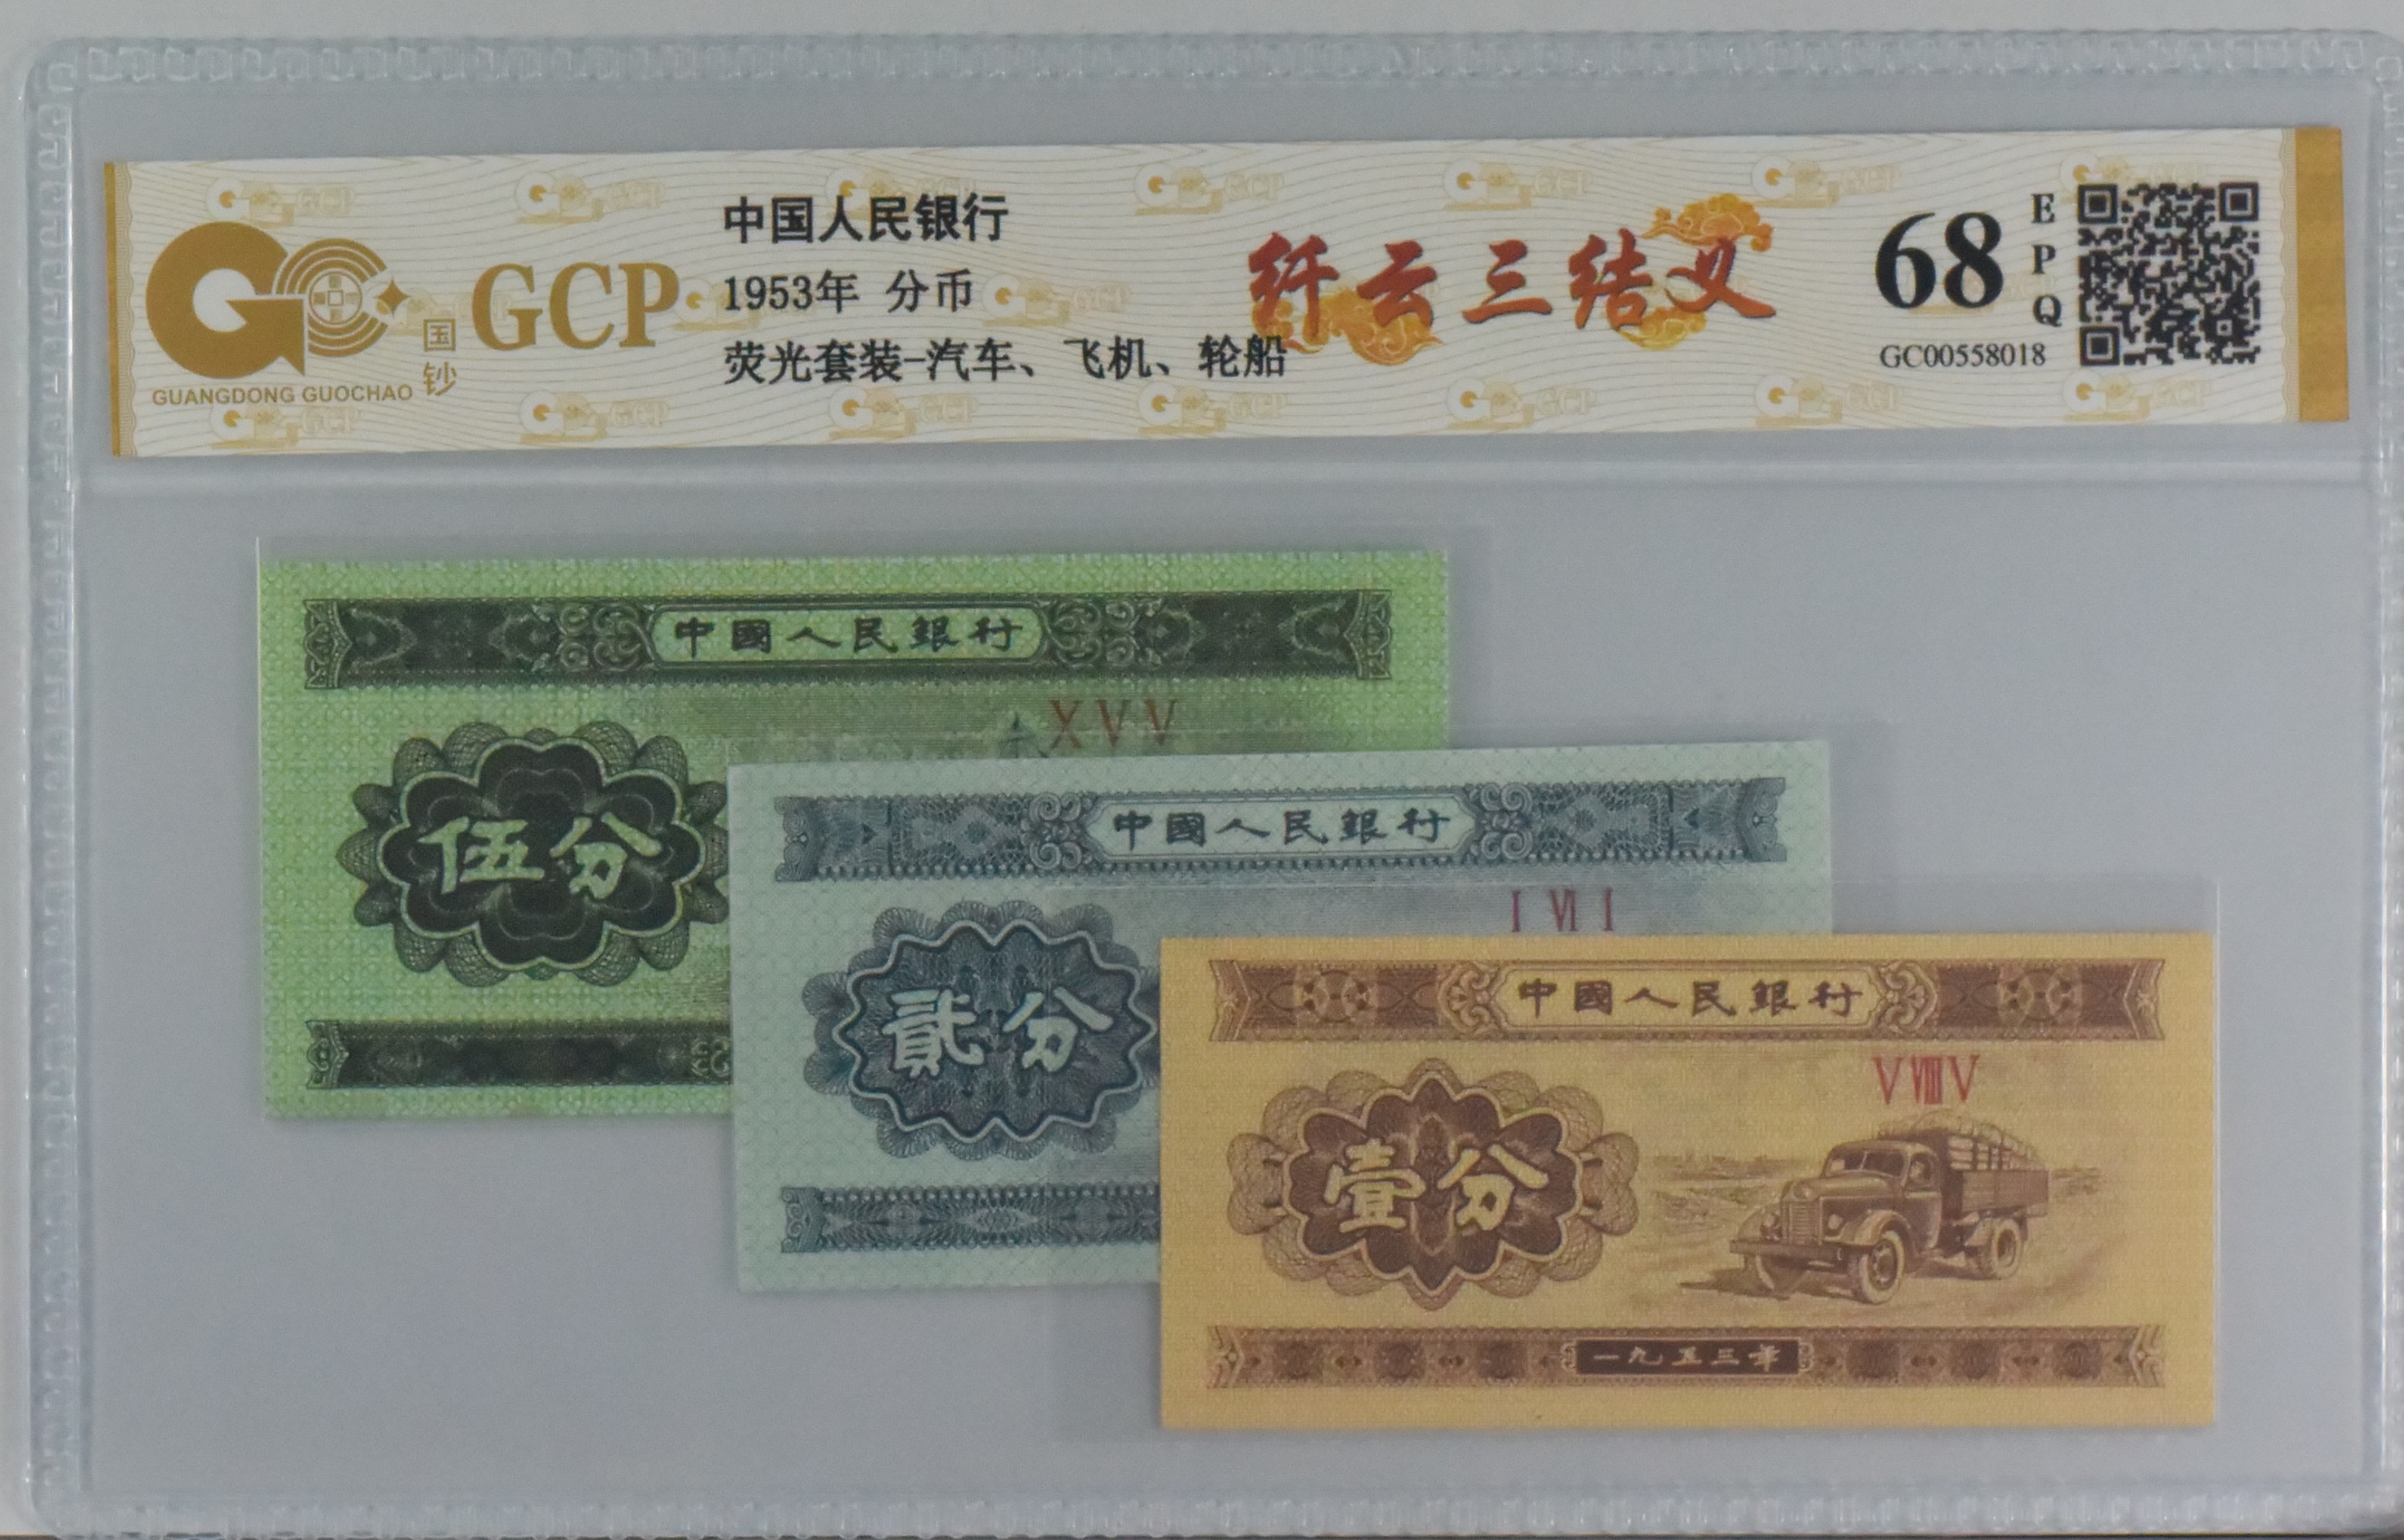 GCP
国钞
GUANGDONG GUOCHAO
中国人民银行
1953年 分币
荧光套装-汽车、飞机、轮船
纤云三结义
68
EPQ
GC00558018
中國人民銀行
XVV
伍分
中國人民銀行
I VI I
貳分
中國人民銀行
V VIII V
壹分
一九五三年